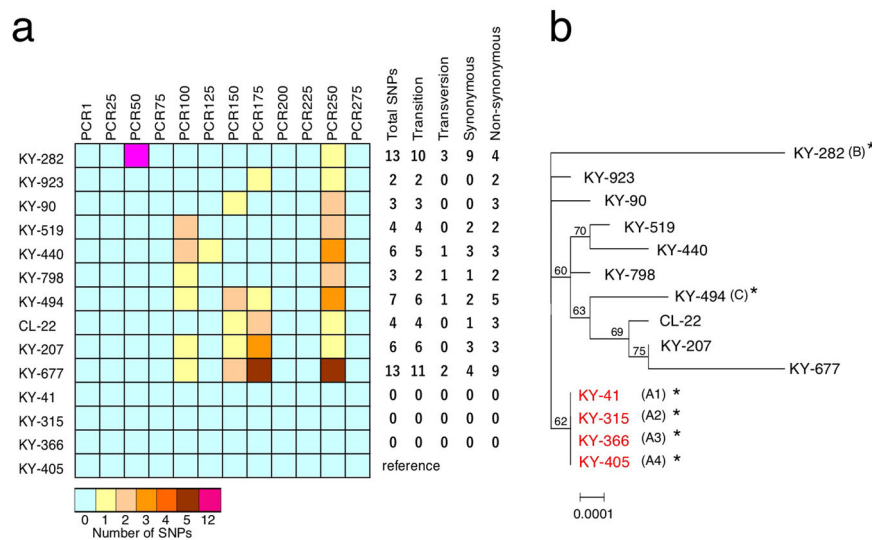 a
PCR1 PCR25 PCR50 PCR75 PCR100 PCR125 PCR150 PCR175 PCR200 PCR225 PCR250 PCR275 Total SNPs Transition Transversion Synonymous Non-synonymous
KY-282 13 10 3 9 4
KY-923 2 2 0 0 2
KY-90 3 3 0 0 3
KY-519 4 4 0 2 2
KY-440 6 5 1 3 3
KY-798 3 2 1 1 2
KY-494 7 6 1 2 5
CL-22 4 4 0 1 3
KY-207 6 6 0 3 3
KY-677 13 11 2 4 9
KY-41 0 0 0 0 0
KY-315 0 0 0 0 0
KY-366 0 0 0 0 0
KY-405 reference
0 1 2 3 4 5 12
Number of SNPs
b
KY-282 (B) *
KY-923
KY-90
70 KY-519
KY-440
60 KY-798
KY-494 (C) *
63
69 CL-22
KY-207
75
KY-677
KY-41 (A1) *
KY-315 (A2) *
62
KY-366 (A3) *
KY-405 (A4) *
0.0001